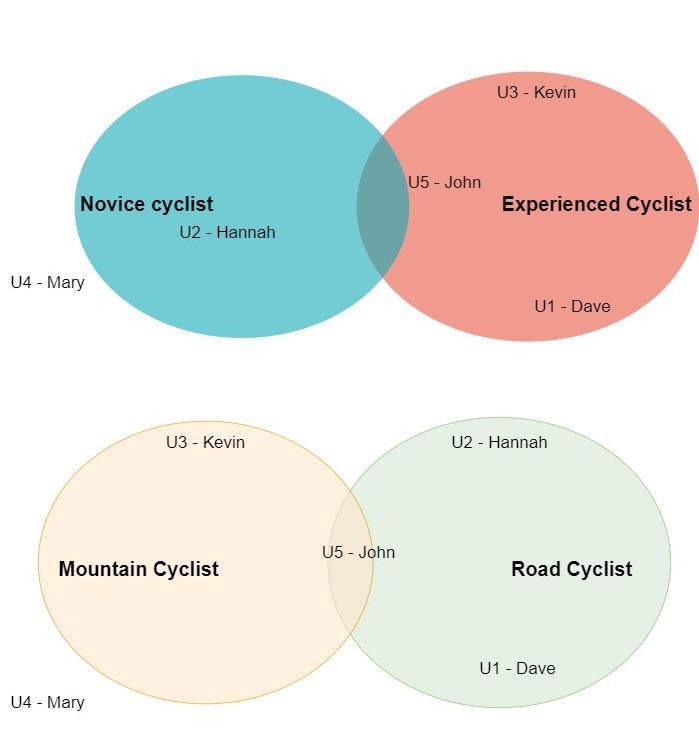 U3 - Kevin
U5 - John
Novice cyclist
Experienced Cyclist
U2 - Hannah
U4 - Mary
U1 - Dave
U3 - Kevin
U2 - Hannah
U5 - John
Mountain Cyclist
Road Cyclist
U1 - Dave
U4 - Mary